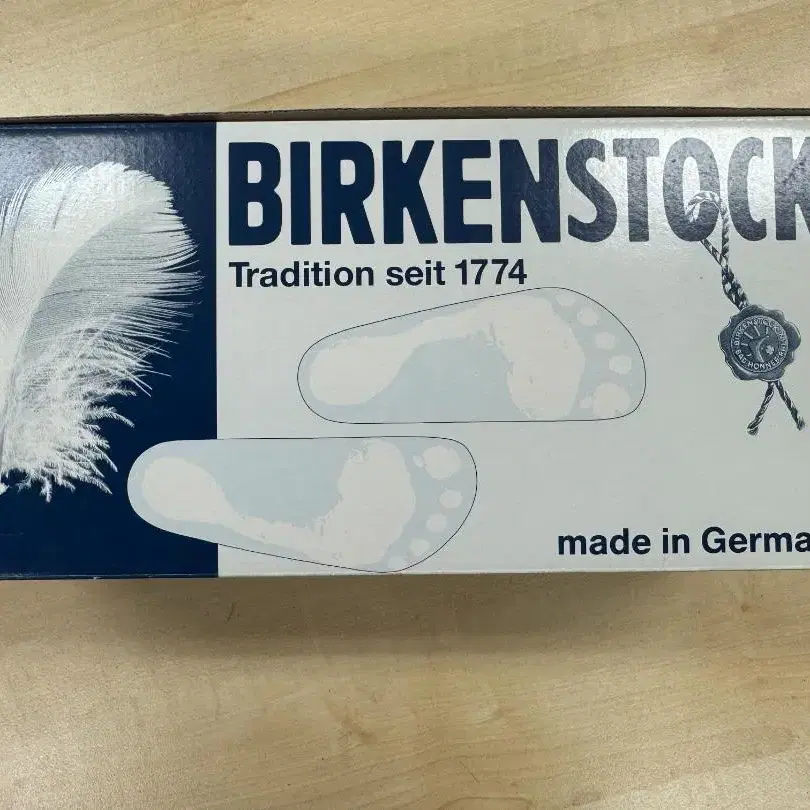 BIRKENSTOCK
Tradition seit 1774
made in Germa